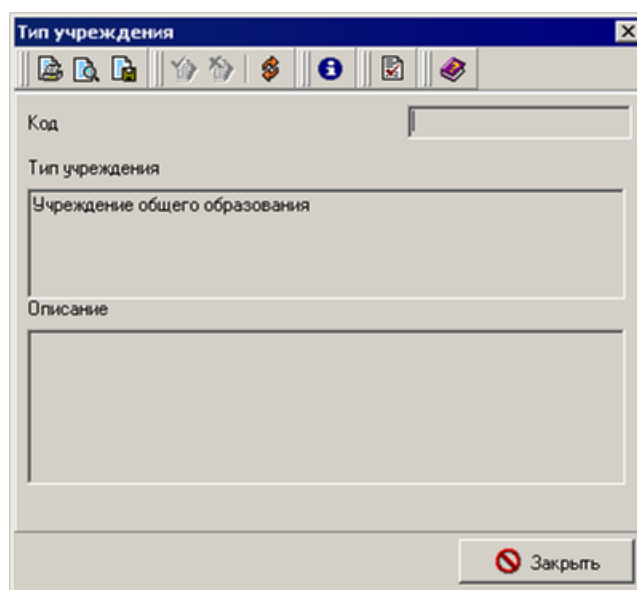 Тип учреждения
Код
Тип учреждения
Учреждение общего образования
Описание
Закрыть